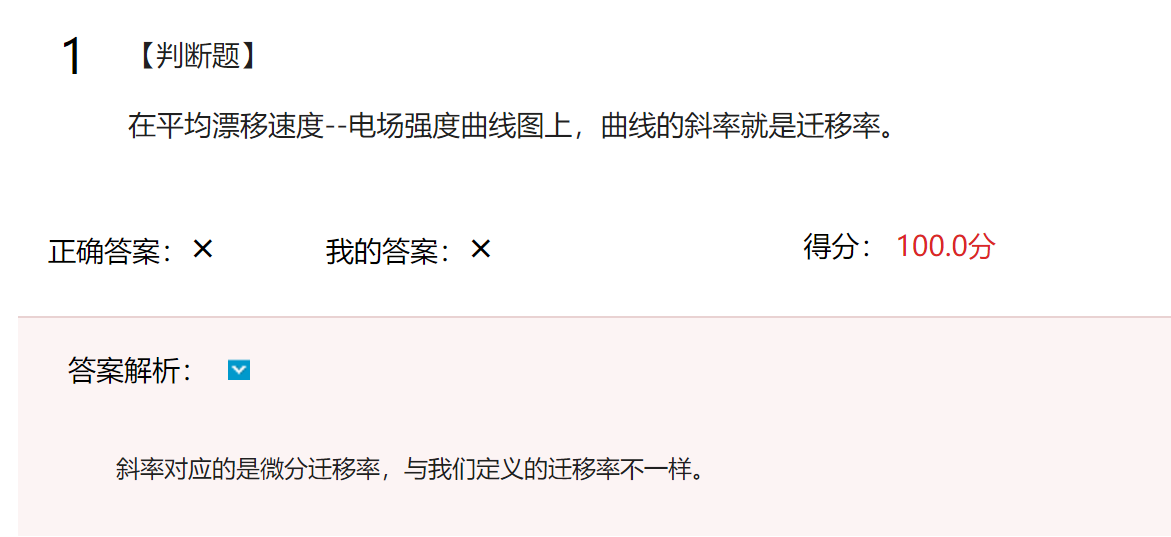 1 【判断题】
在平均漂移速度--电场强度曲线图上，曲线的斜率就是迁移率。
正确答案：✕ 我的答案：✕ 得分： 100.0分
答案解析：
斜率对应的是微分迁移率，与我们定义的迁移率不一样。